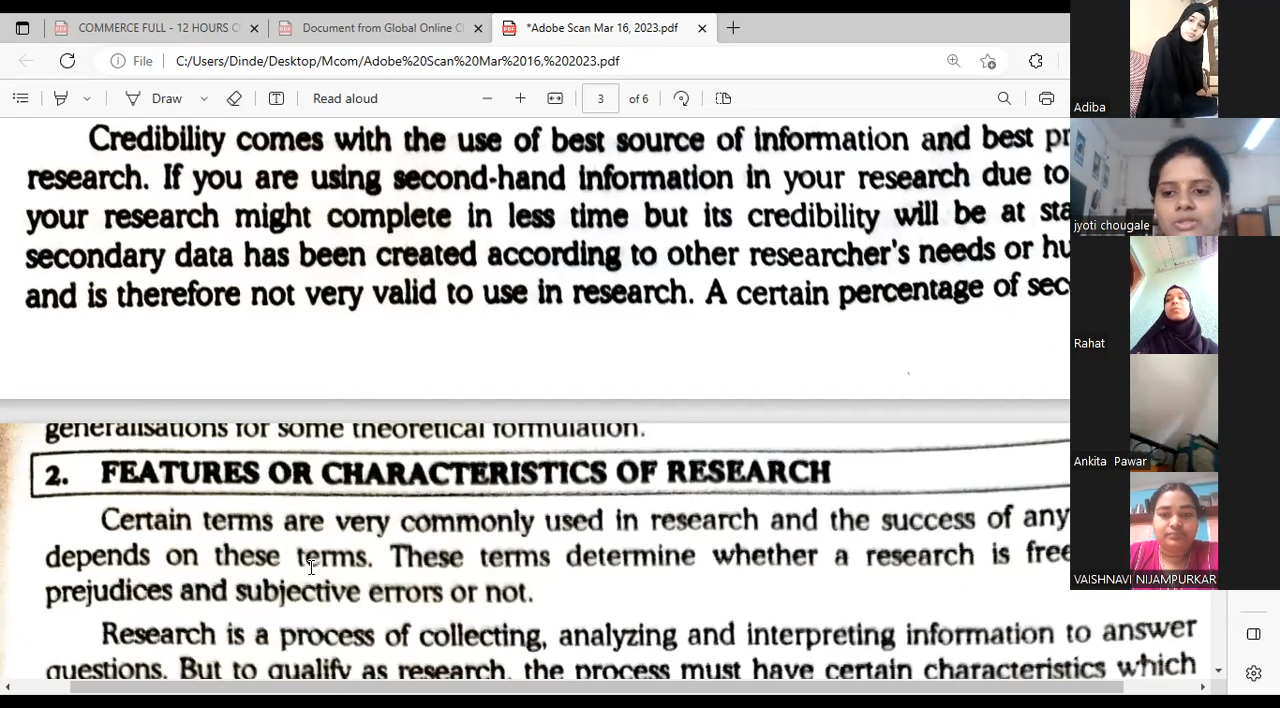 COMMERCE FULL - 12 HOURS
Document from Global Online C
*Adobe Scan Mar 16, 2023.pdf
File
C:/Users/Dinde/Desktop/Mcom/Adobe%20Scan%20Mar%2016,%202023.pdf
Draw
Read aloud
3
of 6
Credibility comes with the use of best source of information and best
research. If you are using second-hand information in your research due to
your research might complete in less time but its credibility will be at
secondary data has been created according to other researcher's needs or
and is therefore not very valid to use in research. A certain percentage of
generalisations for some theoretical formulation.
2. FEATURES OR CHARACTERISTICS OF RESEARCH
Certain terms are very commonly used in research and the success of any
depends on these terms. These terms determine whether a research is free
prejudices and subjective errors or not.
Research is a process of collecting, analyzing and interpreting information to answer
questions. But to qualify as research, the process must have certain characteristics which
Adiba
jyoti chougale
Rahat
Ankita Pawar
VAISHNAVI NIJAMPURKAR